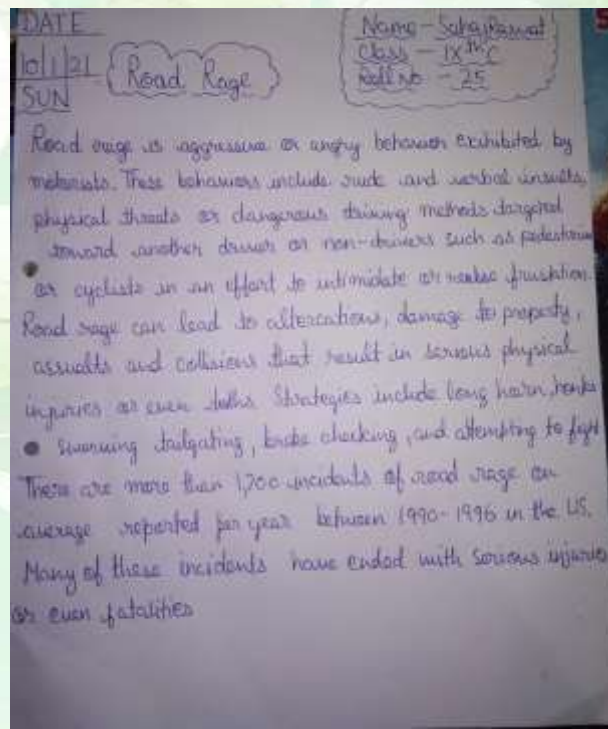 DATE
10/1/21
SUN
Road Rage
Name - Sahaj Rawat
Class - IXth C
Roll No - 25
Road rage is aggressive or angry behavior exhibited by
motorists. These behaviors include rude and verbal insults,
physical threats or dangerous driving methods targeted
toward another driver or non-drivers such as pedestrians
or cyclists in an effort to intimidate or release frustation.
Road rage can lead to altercations, damage to property,
assualts and collisions that result in serious physical
injuries or even deths. Strategies include long horn, honks
swerving tailgating, brake checking, and attempting to fight
There are more than 1,200 incidents of road rage on
average reported per year between 1990-1996 in the US.
Many of these incidents have ended with serious injuries
or even fatalities